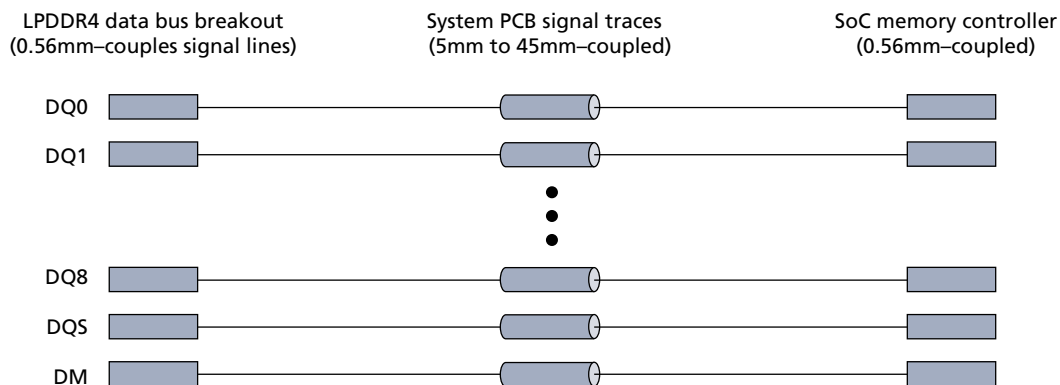 LPDDR4 data bus breakout
(0.56mm–couples signal lines)
System PCB signal traces
(5mm to 45mm–coupled)
SoC memory controller
(0.56mm–coupled)
DQ0
DQ1
DQ8
DQS
DM